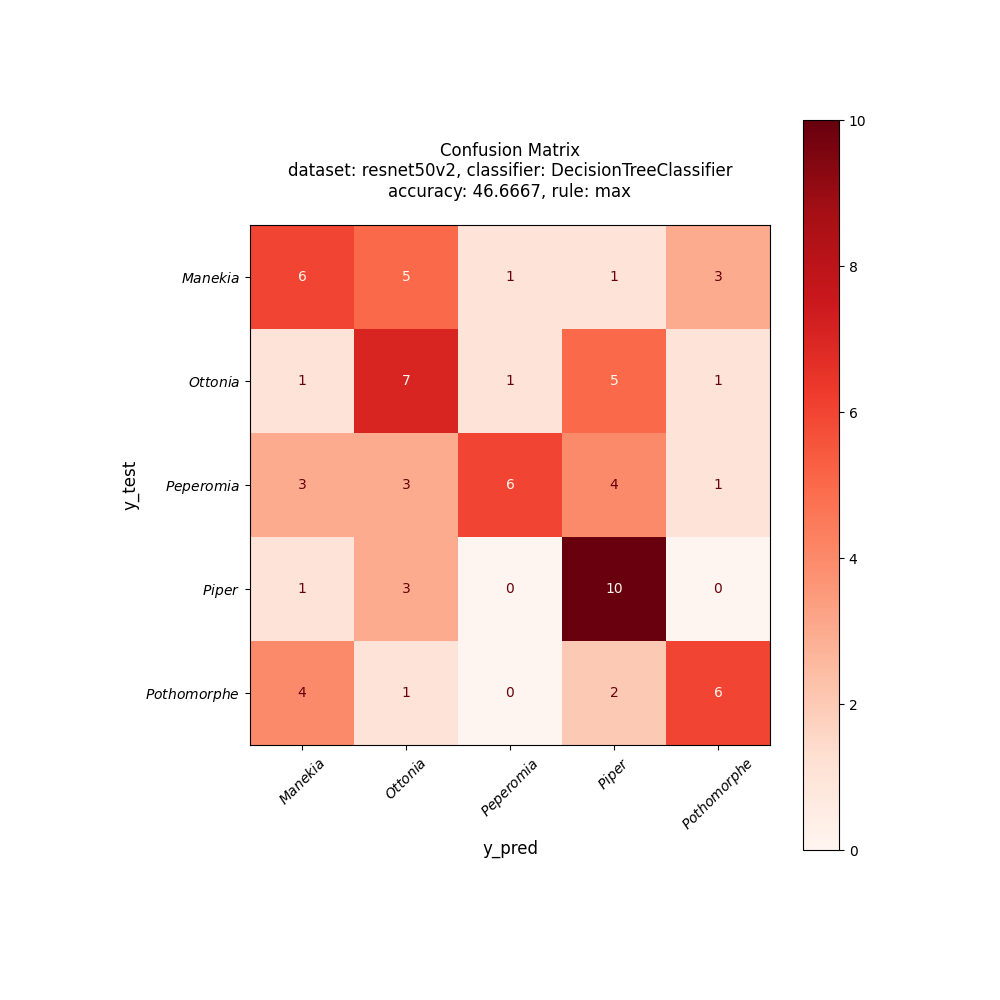 Confusion Matrix
dataset: resnet50v2, classifier: DecisionTreeClassifier
accuracy: 46.6667, rule: max
10
8
6
4
2
0
y_test
Manekia 6 5 1 1 3
Ottonia 1 7 1 5 1
Peperomia 3 3 6 4 1
Piper 1 3 0 10 0
Pothomorphe 4 1 0 2 6
Manekia Ottonia Peperomia Piper Pothomorphe
y_pred